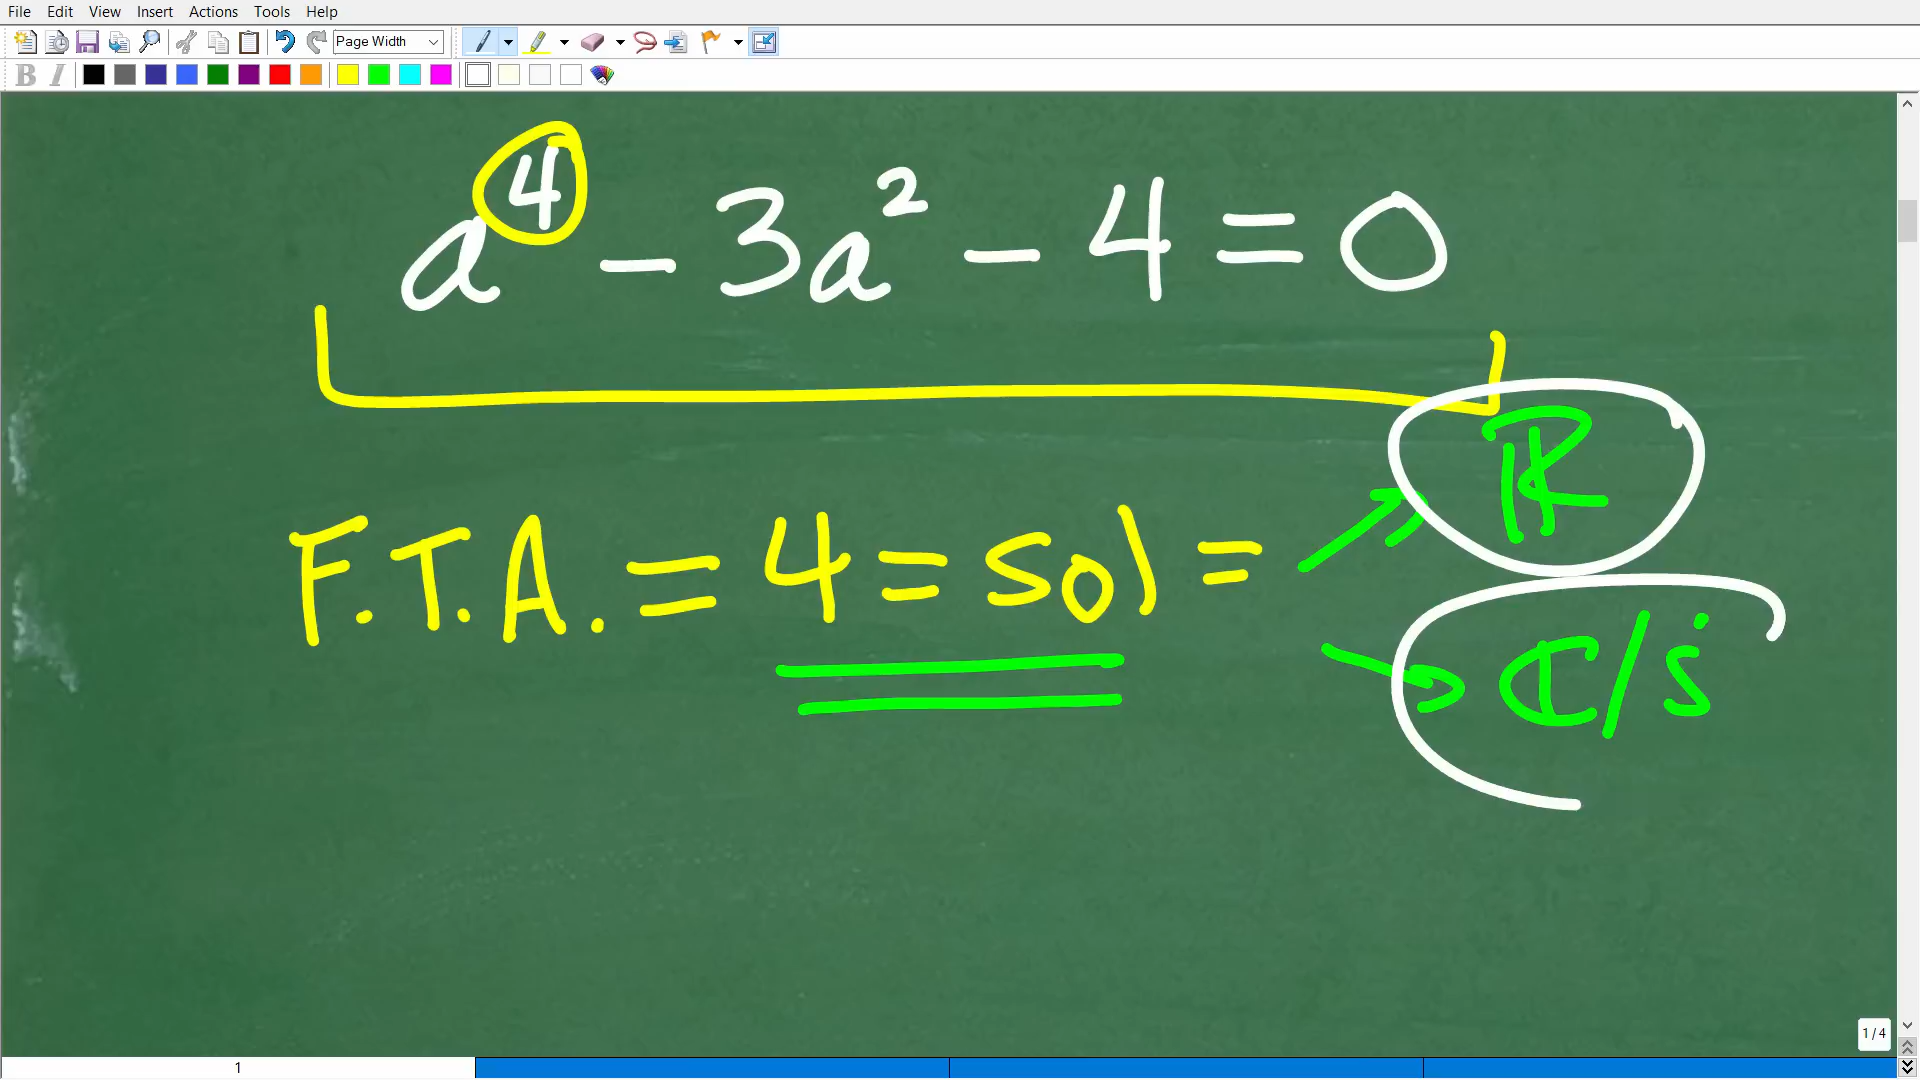 File Edit View Insert Actions Tools Help
Page Width
B I
a⁴ - 3a² - 4 = 0
F.T.A. = 4 = sol =
ℝ
ℂ/i
1 / 4
1